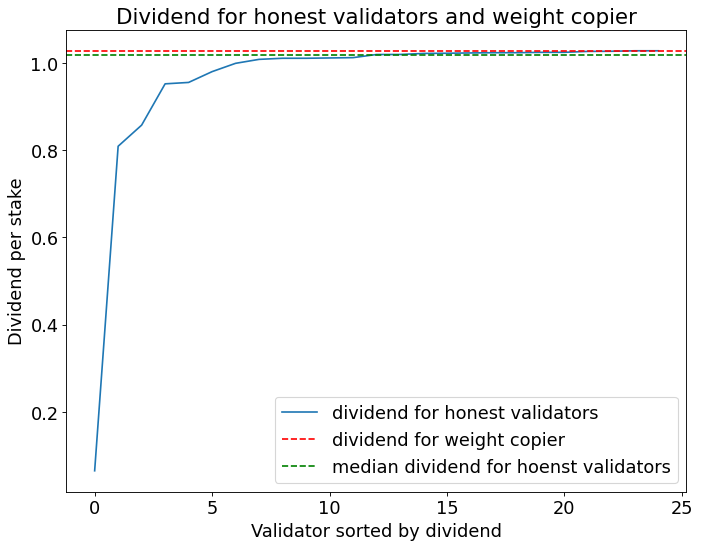 Dividend for honest validators and weight copier
Dividend per stake
1.0
0.8
0.6
0.4
0.2
dividend for honest validators
dividend for weight copier
median dividend for hoenst validators
0 5 10 15 20 25
Validator sorted by dividend